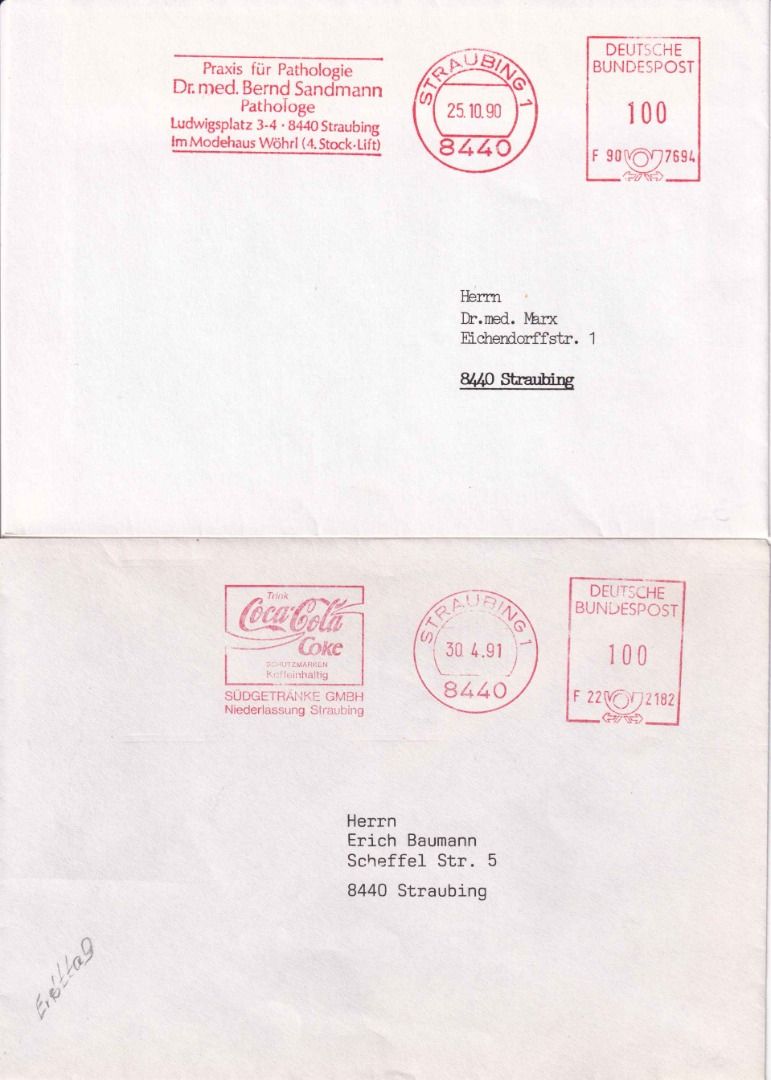 Praxis für Pathologie
Dr. med. Bernd Sandmann
Pathologe
Ludwigsplatz 3-4 · 8440 Straubing
Im Modehaus Wöhrl (4. Stock-Lift)
STRAUBING 1
25.10.90
8440
DEUTSCHE
BUNDESPOST
100
F 90 7694
Herrn
Dr.med. Marx
Eichendorffstr. 1
8440 Straubing
Trink
Coca-Cola
Coke
SCHUTZMARKEN
Koffeinhaltig
SÜDGETRÄNKE GMBH
Niederlassung Straubing
STRAUBING 1
30. 4.91
8440
DEUTSCHE
BUNDESPOST
100
F 22 2182
Herrn
Erich Baumann
Scheffel Str. 5
8440 Straubing